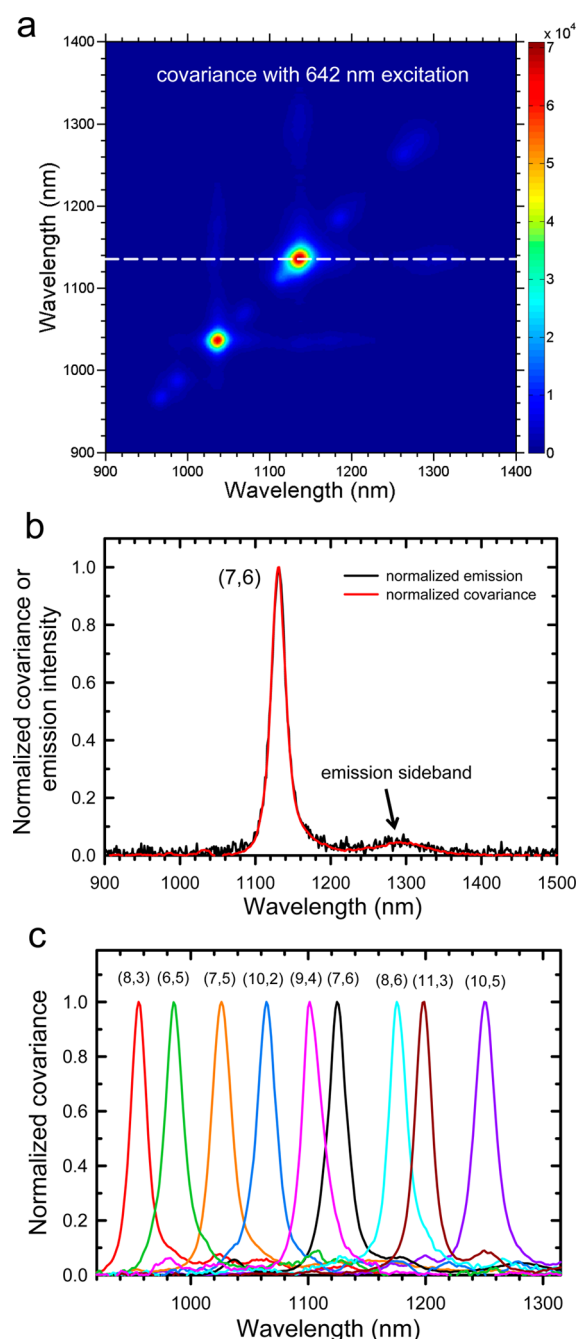 a
x 10⁴
covariance with 642 nm excitation
Wavelength (nm)
1400
1300
1200
1100
1000
900
900 1000 1100 1200 1300 1400
Wavelength (nm)
7
6
5
4
3
2
1
0
b
Normalized covariance or
emission intensity
1.0
0.8
0.6
0.4
0.2
0.0
(7,6)
normalized emission
normalized covariance
emission sideband
900 1000 1100 1200 1300 1400 1500
Wavelength (nm)
c
Normalized covariance
(8,3) (6,5) (7,5) (10,2) (9,4) (7,6) (8,6) (11,3) (10,5)
1.0
0.8
0.6
0.4
0.2
0.0
1000 1100 1200 1300
Wavelength (nm)